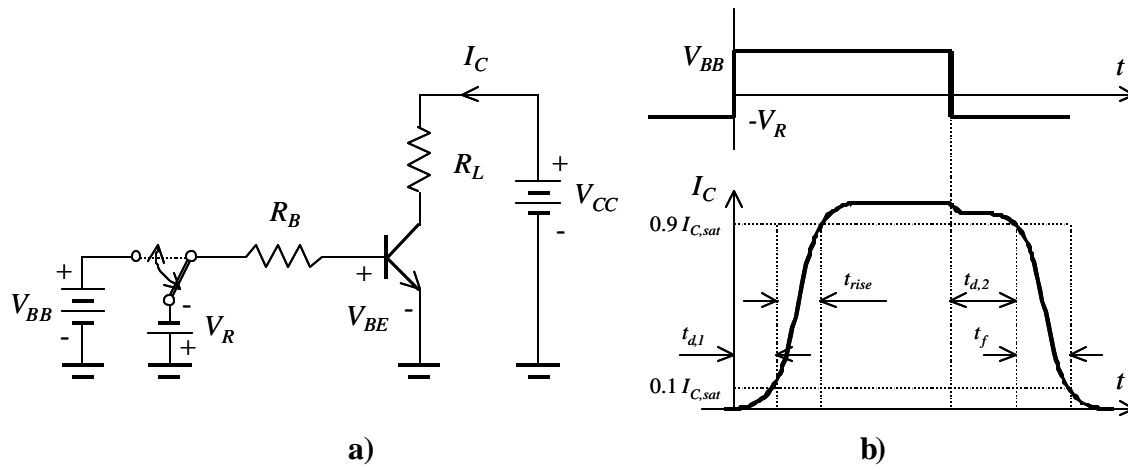 I_C
+
R_L
V_CC
-
R_B
+
V_BB
-
-
V_R
+
+
V_BE
-
a)
V_BB
t
-V_R
I_C
0.9 I_C,sat
t_rise
t_d,2
t_d,1
t_f
0.1 I_C,sat
t
b)